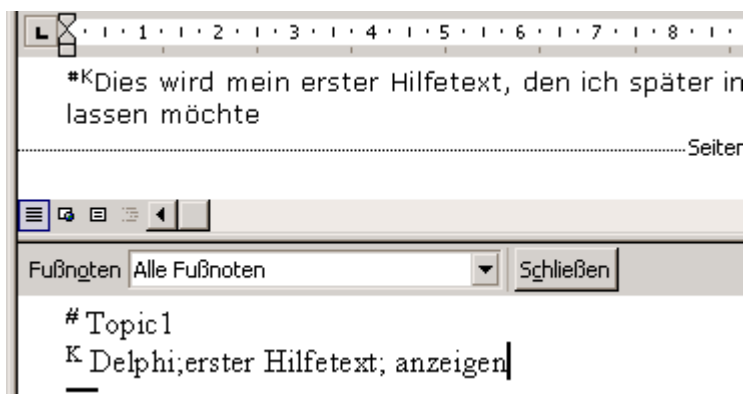 L 1 2 3 4 5 6 7 8
#KDies wird mein erster Hilfetext, den ich später in
lassen möchte
Seiter
Fußnoten Alle Fußnoten Schließen
# Topic1
K Delphi;erster Hilfetext; anzeigen